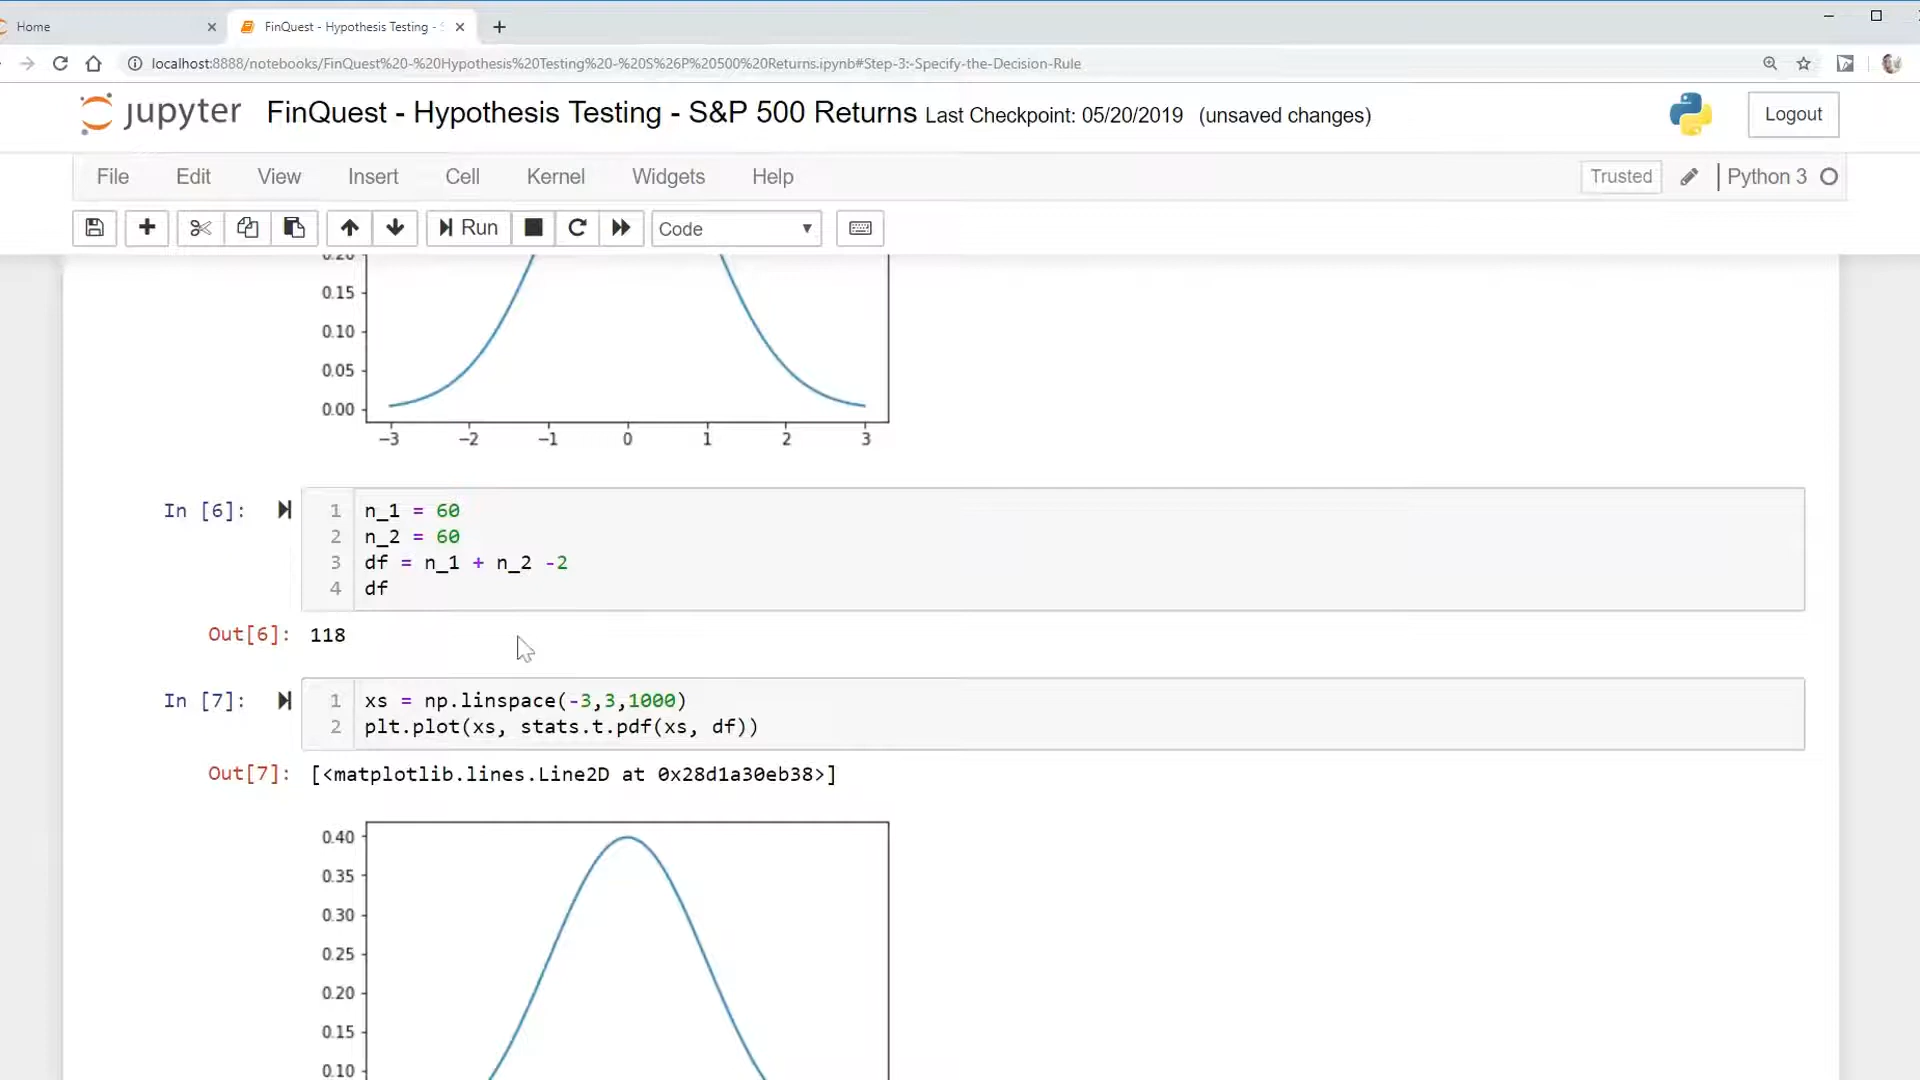 Home
FinQuest - Hypothesis Testing -
localhost:8888/notebooks/FinQuest%20-%20Hypothesis%20Testing%20-%20S%26P%20500%20Returns.ipynb#Step-3:-Specify-the-Decision-Rule
jupyter FinQuest - Hypothesis Testing - S&P 500 Returns Last Checkpoint: 05/20/2019 (unsaved changes)
Logout
File Edit View Insert Cell Kernel Widgets Help
Trusted
Python 3
Run
Code
0.20
0.15
0.10
0.05
0.00
−3 −2 −1 0 1 2 3
In [6]:
1 n_1 = 60
2 n_2 = 60
3 df = n_1 + n_2 -2
4 df
Out[6]: 118
In [7]:
1 xs = np.linspace(-3,3,1000)
2 plt.plot(xs, stats.t.pdf(xs, df))
Out[7]: [<matplotlib.lines.Line2D at 0x28d1a30eb38>]
0.40
0.35
0.30
0.25
0.20
0.15
0.10